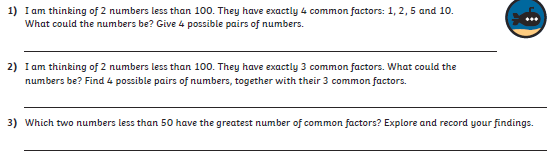 1) I am thinking of 2 numbers less than 100. They have exactly 4 common factors: 1, 2, 5 and 10.
What could the numbers be? Give 4 possible pairs of numbers.
2) I am thinking of 2 numbers less than 100. They have exactly 3 common factors. What could the
numbers be? Find 4 possible pairs of numbers, together with their 3 common factors.
3) Which two numbers less than 50 have the greatest number of common factors? Explore and record your findings.